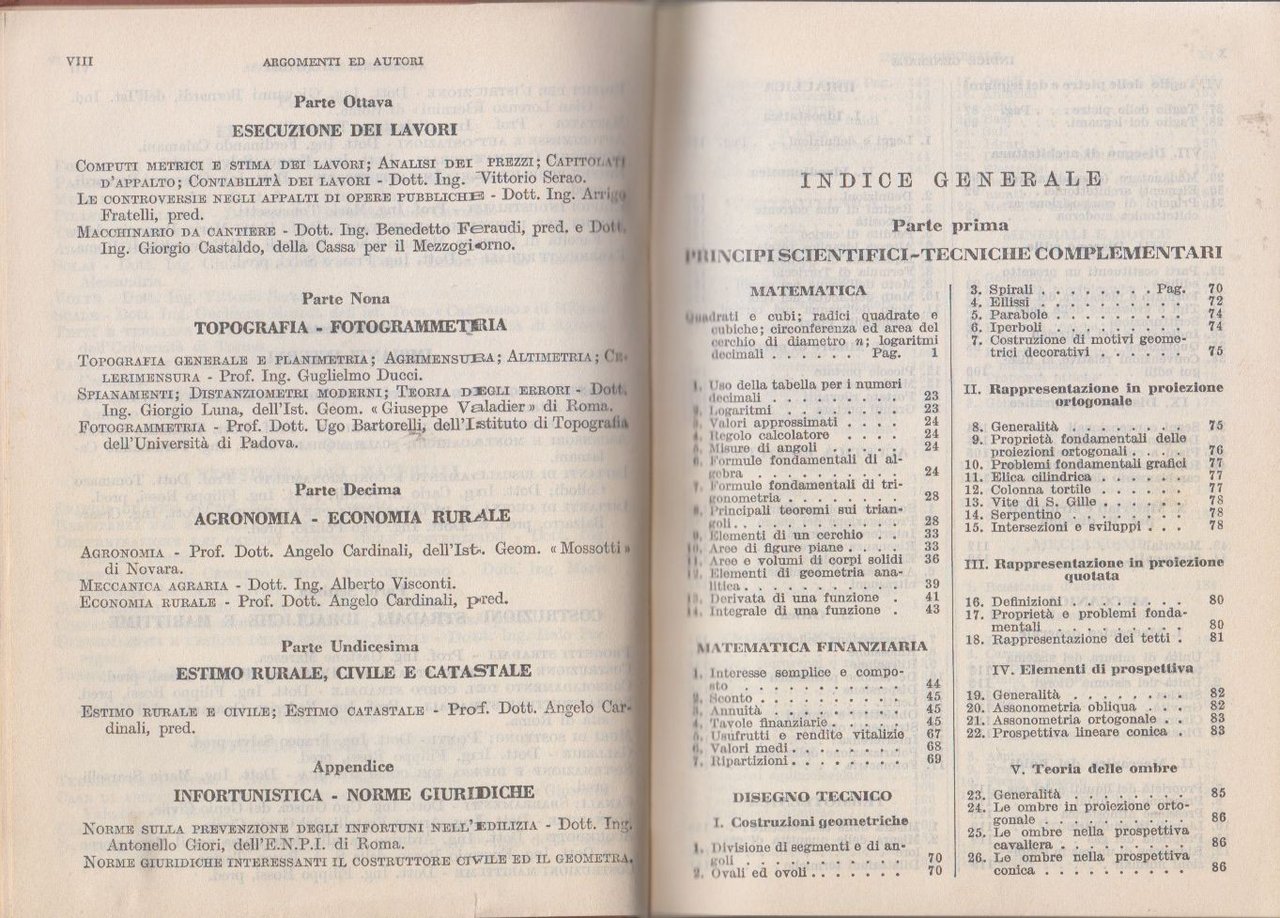 VIII ARGOMENTI ED AUTORI
Parte Ottava
ESECUZIONE DEI LAVORI
COMPUTI METRICI E STIMA DEI LAVORI; ANALISI DEI PREZZI; CAPITOLATI
D'APPALTO; CONTABILITÀ DEI LAVORI - Dott. Ing. Vittorio Serao.
LE CONTROVERSIE NEGLI APPALTI DI OPERE PUBBLICHE - Dott. Ing. Arrigo
Fratelli, pred.
MACCHINARIO DA CANTIERE - Dott. Ing. Benedetto Feraudi, pred. e Dott.
Ing. Giorgio Castaldo, della Cassa per il Mezzogiorno.
Parte Nona
TOPOGRAFIA - FOTOGRAMMETRIA
TOPOGRAFIA GENERALE E PLANIMETRIA; AGRIMENSURA; ALTIMETRIA; CE-
LERIMENSURA - Prof. Ing. Guglielmo Ducci.
SPIANAMENTI; DISTANZIOMETRI MODERNI; TEORIA DEGLI ERRORI - Dott.
Ing. Giorgio Luna, dell'Ist. Geom. «Giuseppe Valadier» di Roma.
FOTOGRAMMETRIA - Prof. Dott. Ugo Bartorelli, dell'Istituto di Topografia
dell'Università di Padova.
Parte Decima
AGRONOMIA - ECONOMIA RURALE
AGRONOMIA - Prof. Dott. Angelo Cardinali, dell'Ist. Geom. «Mossotti»
di Novara.
MECCANICA AGRARIA - Dott. Ing. Alberto Visconti.
ECONOMIA RURALE - Prof. Dott. Angelo Cardinali, pred.
Parte Undicesima
ESTIMO RURALE, CIVILE E CATASTALE
ESTIMO RURALE E CIVILE; ESTIMO CATASTALE - Prof. Dott. Angelo Car-
dinali, pred.
Appendice
INFORTUNISTICA - NORME GIURIDICHE
NORME SULLA PREVENZIONE DEGLI INFORTUNI NELL'EDILIZIA - Dott. Ing.
Antonello Giori, dell'E.N.P.I. di Roma.
NORME GIURIDICHE INTERESSANTI IL COSTRUTTORE CIVILE ED IL GEOMETRA.
INDICE GENERALE
Parte prima
PRINCIPI SCIENTIFICI-TECNICHE COMPLEMENTARI
MATEMATICA
Quadrati e cubi; radici quadrate e
cubiche; circonferenza ed area del
cerchio di diametro n; logaritmi
decimali . . . . . . Pag. 1
1. Uso della tabella per i numeri
decimali . . . . . . . . . . 23
2. Logaritmi . . . . . . . . 23
3. Valori approssimati . . . . 24
4. Regolo calcolatore . . . . 24
5. Misure di angoli . . . . . 24
6. Formule fondamentali di al-
gebra . . . . . . . . . . . 24
7. Formule fondamentali di tri-
gonometria . . . . . . . . 28
8. Principali teoremi sui trian-
goli . . . . . . . . . . . . 28
9. Elementi di un cerchio . . 33
10. Aree di figure piane . . . . 33
11. Aree e volumi di corpi solidi 36
12. Elementi di geometria ana-
litica . . . . . . . . . . . 39
13. Derivata di una funzione . 41
14. Integrale di una funzione . 43
MATEMATICA FINANZIARIA
1. Interesse semplice e compo-
sto . . . . . . . . . . . 44
2. Sconto . . . . . . . . . . 45
3. Annuità . . . . . . . . . 45
4. Tavole finanziarie . . . . . 45
5. Usufrutti e rendite vitalizie 67
6. Valori medi . . . . . . . . 68
7. Ripartizioni . . . . . . . . 69
DISEGNO TECNICO
I. Costruzioni geometriche
1. Divisione di segmenti e di an-
goli . . . . . . . . . . . 70
2. Ovali ed ovoli . . . . . . . 70
3. Spirali . . . . . . . . Pag. 70
4. Ellissi . . . . . . . . . . 72
5. Parabole . . . . . . . . . 74
6. Iperboli . . . . . . . . . 74
7. Costruzione di motivi geome-
trici decorativi . . . . . . 75
II. Rappresentazione in proiezione
ortogonale
8. Generalità . . . . . . . . 75
9. Proprietà fondamentali delle
proiezioni ortogonali . . . . 76
10. Problemi fondamentali grafici 77
11. Elica cilindrica . . . . . . 77
12. Colonna tortile . . . . . . 77
13. Vite di S. Gille . . . . . . 78
14. Serpentino . . . . . . . . 78
15. Intersezioni e sviluppi . . . 78
III. Rappresentazione in proiezione
quotata
16. Definizioni . . . . . . . . 80
17. Proprietà e problemi fonda-
mentali . . . . . . . . . . 80
18. Rappresentazione dei tetti . 81
IV. Elementi di prospettiva
19. Generalità . . . . . . . . 82
20. Assonometria obliqua . . . 82
21. Assonometria ortogonale . . 83
22. Prospettiva lineare conica . 83
V. Teoria delle ombre
23. Generalità . . . . . . . . 85
24. Le ombre in proiezione orto-
gonale . . . . . . . . . . 86
25. Le ombre nella prospettiva
cavallera . . . . . . . . . 86
26. Le ombre nella prospettiva
conica . . . . . . . . . . 86